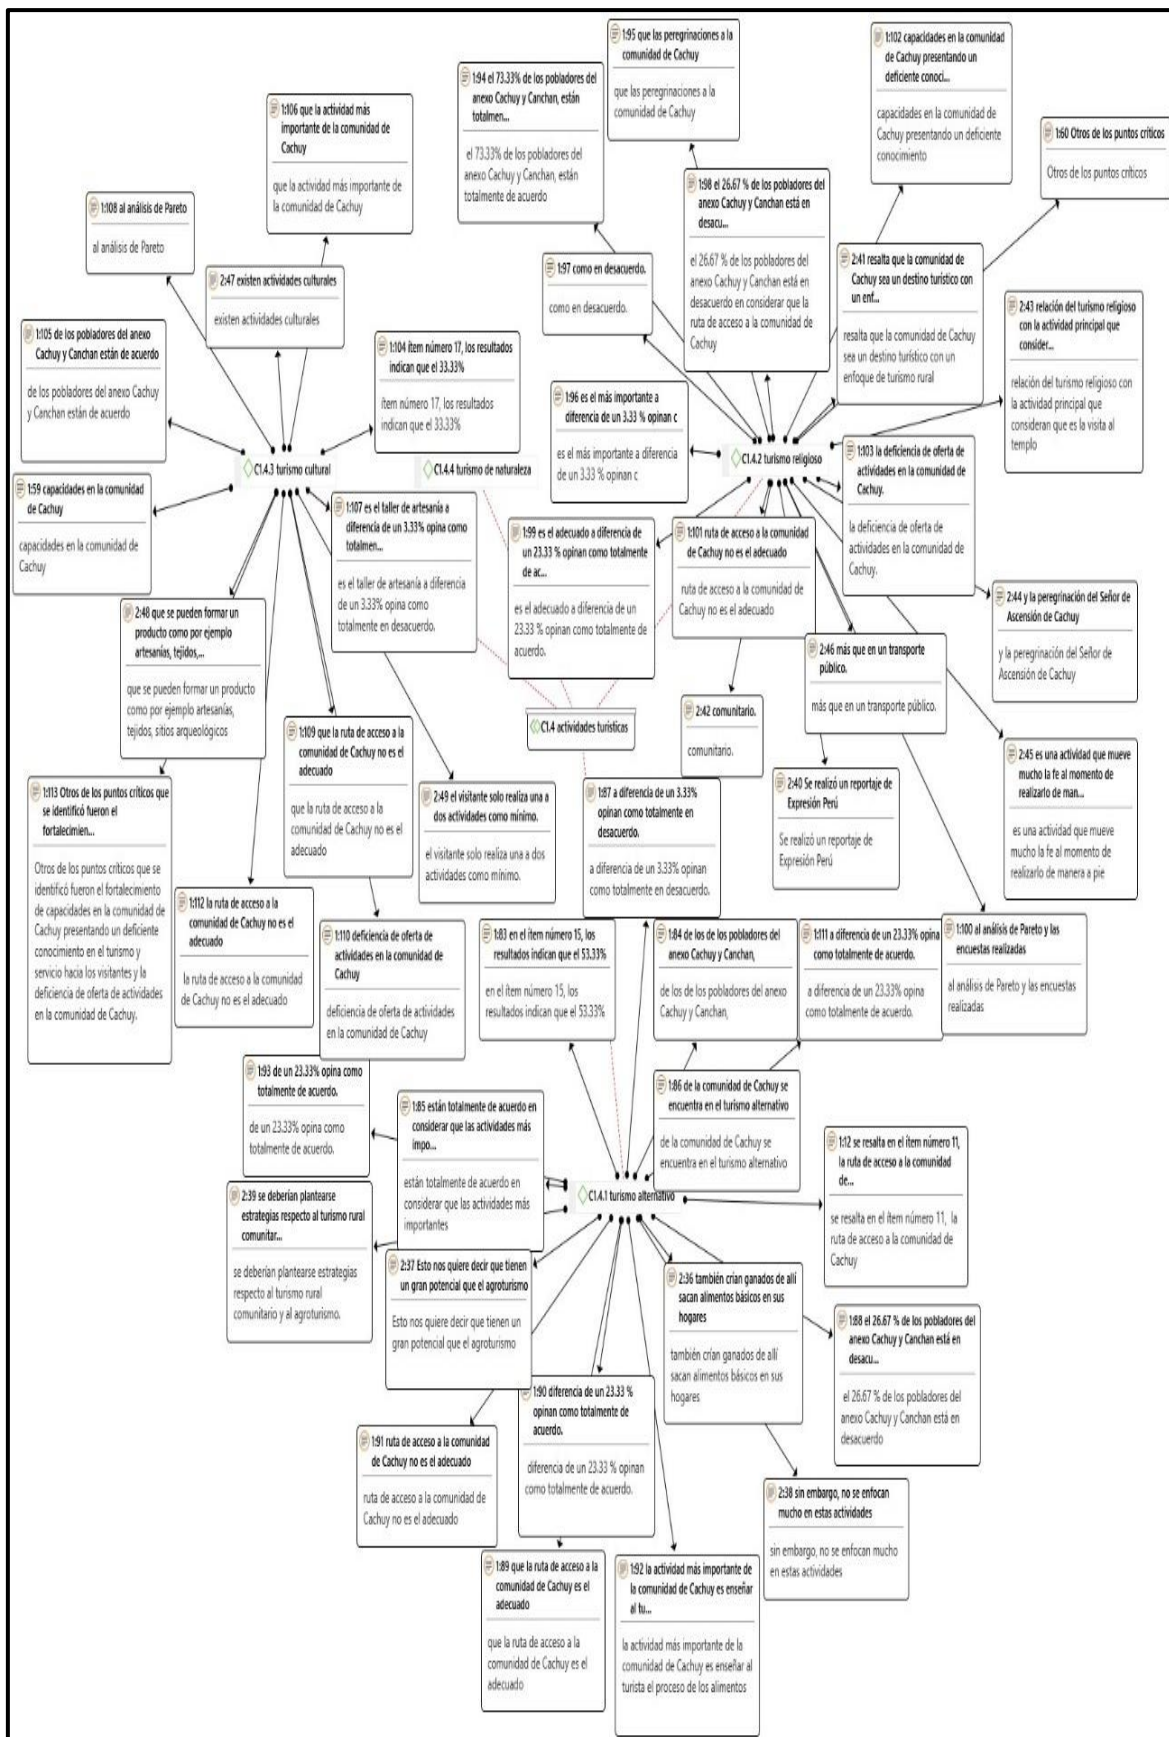 1:95 que las peregrinaciones a la
comunidad de Cachuy
que las peregrinaciones a la
comunidad de Cachuy
1:102 capacidades en la comunidad
de Cachuy presentando un
deficiente conoci...
capacidades en la comunidad de
Cachuy presentando un deficiente
conocimiento
1:94 el 73.33% de los pobladores del
anexo Cachuy y Canchan, están
totalmen...
el 73.33% de los pobladores del
anexo Cachuy y Canchan, están
totalmente de acuerdo
1:106 que la actividad más
importante de la comunidad de
Cachuy
que la actividad más importante de
la comunidad de Cachuy
1:60 Otros de los puntos críticos
Otros de los puntos críticos
1:98 el 26.67 % de los pobladores del
anexo Cachuy y Canchan está en
desacu...
el 26.67 % de los pobladores del
anexo Cachuy y Canchan está en
desacuerdo en considerar que la
ruta de acceso a la comunidad de
Cachuy
1:108 al análisis de Pareto
al análisis de Pareto
2:47 existen actividades culturales
existen actividades culturales
1:97 como en desacuerdo.
como en desacuerdo.
2:41 resalta que la comunidad de
Cachuy sea un destino turístico con
un enf...
resalta que la comunidad de Cachuy
sea un destino turístico con un
enfoque de turismo rural
2:43 relación del turismo religioso
con la actividad principal que
consider...
relación del turismo religioso con
la actividad principal que
consideran que es la visita al
templo
1:105 de los pobladores del anexo
Cachuy y Canchan están de acuerdo
de los pobladores del anexo Cachuy
y Canchan están de acuerdo
1:104 ítem número 17, los resultados
indican que el 33.33%
ítem número 17, los resultados
indican que el 33.33%
1:96 es el más importante a
diferencia de un 3.33 % opinan c
es el más importante a diferencia
de un 3.33 % opinan c
C1.4.3 turismo cultural
C1.4.4 turismo de naturaleza
C1.4.2 turismo religioso
1:103 la deficiencia de oferta de
actividades en la comunidad de
Cachuy.
la deficiencia de oferta de
actividades en la comunidad de
Cachuy.
1:59 capacidades en la comunidad
de Cachuy
capacidades en la comunidad de
Cachuy
1:107 es el taller de artesanía a
diferencia de un 3.33% opina como
totalmen...
es el taller de artesanía a diferencia
de un 3.33% opina como
totalmente en desacuerdo.
1:99 es el adecuado a diferencia de
un 23.33 % opinan como totalmente
de ac...
es el adecuado a diferencia de un
23.33 % opinan como totalmente de
acuerdo.
1:101 ruta de acceso a la comunidad
de Cachuy no es el adecuado
ruta de acceso a la comunidad de
Cachuy no es el adecuado
2:44 y la peregrinación del Señor de
Ascensión de Cachuy
y la peregrinación del Señor de
Ascensión de Cachuy
2:48 que se pueden formar un
producto como por ejemplo
artesanías, tejidos,...
que se pueden formar un producto
como por ejemplo artesanías,
tejidos, sitios arqueológicos
2:46 más que en un transporte
público.
más que en un transporte público.
2:42 comunitario.
comunitario.
C1.4 actividades turísticas
1:109 que la ruta de acceso a la
comunidad de Cachuy no es el
adecuado
que la ruta de acceso a la
comunidad de Cachuy no es el
adecuado
2:45 es una actividad que mueve
mucho la fe al momento de
realizarlo de man...
es una actividad que mueve
mucho la fe al momento de
realizarlo de manera a pie
2:40 Se realizó un reportaje de
Expresión Perú
Se realizó un reportaje de
Expresión Perú
1:113 Otros de los puntos críticos que
se identificó fueron el
fortalecimien...
Otros de los puntos críticos que se
identificó fueron el fortalecimiento
de capacidades en la comunidad de
Cachuy presentando un deficiente
conocimiento en el turismo y
servicio hacia los visitantes y la
deficiencia de oferta de actividades
en la comunidad de Cachuy.
2:49 el visitante solo realiza una a
dos actividades como mínimo.
el visitante solo realiza una a dos
actividades como mínimo.
1:87 a diferencia de un 3.33%
opinan como totalmente en
desacuerdo.
a diferencia de un 3.33% opinan
como totalmente en desacuerdo.
1:112 la ruta de acceso a la
comunidad de Cachuy no es el
adecuado
la ruta de acceso a la comunidad
de Cachuy no es el adecuado
1:110 deficiencia de oferta de
actividades en la comunidad de
Cachuy
deficiencia de oferta de actividades
en la comunidad de Cachuy
1:83 en el ítem número 15, los
resultados indican que el 53.33%
en el ítem número 15, los
resultados indican que el 53.33%
1:84 de los de los pobladores del
anexo Cachuy y Canchan,
de los de los pobladores del anexo
Cachuy y Canchan,
1:111 a diferencia de un 23.33% opina
como totalmente de acuerdo.
a diferencia de un 23.33% opina
como totalmente de acuerdo.
1:100 al análisis de Pareto y las
encuestas realizadas
al análisis de Pareto y las encuestas
realizadas
1:93 de un 23.33% opina como
totalmente de acuerdo.
de un 23.33% opina como
totalmente de acuerdo.
1:85 están totalmente de acuerdo en
considerar que las actividades más
impo...
están totalmente de acuerdo en
considerar que las actividades más
importantes
1:86 de la comunidad de Cachuy se
encuentra en el turismo alternativo
de la comunidad de Cachuy se
encuentra en el turismo alternativo
1:12 se resalta en el ítem número 11,
la ruta de acceso a la comunidad
de...
se resalta en el ítem número 11, la
ruta de acceso a la comunidad de
Cachuy
C1.4.1 turismo alternativo
2:39 se deberían plantearse
estrategias respecto al turismo rural
comunitar...
se deberían plantearse estrategias
respecto al turismo rural
comunitario y al agroturismo.
2:37 Esto nos quiere decir que tienen
un gran potencial que el agroturismo
Esto nos quiere decir que tienen un
gran potencial que el agroturismo
2:36 también crían ganados de allí
sacan alimentos básicos en sus
hogares
también crían ganados de allí
sacan alimentos básicos en sus
hogares
1:88 el 26.67 % de los pobladores del
anexo Cachuy y Canchan está en
desacu...
el 26.67 % de los pobladores del
anexo Cachuy y Canchan está en
desacuerdo
1:90 diferencia de un 23.33 %
opinan como totalmente de
acuerdo.
diferencia de un 23.33 % opinan
como totalmente de acuerdo.
1:91 ruta de acceso a la comunidad
de Cachuy no es el adecuado
ruta de acceso a la comunidad de
Cachuy no es el adecuado
2:38 sin embargo, no se enfocan
mucho en estas actividades
sin embargo, no se enfocan mucho
en estas actividades
1:89 que la ruta de acceso a la
comunidad de Cachuy es el
adecuado
que la ruta de acceso a la
comunidad de Cachuy es el
adecuado
1:92 la actividad más importante de
la comunidad de Cachuy es enseñar
al tu...
la actividad más importante de la
comunidad de Cachuy es enseñar al
turista el proceso de los alimentos